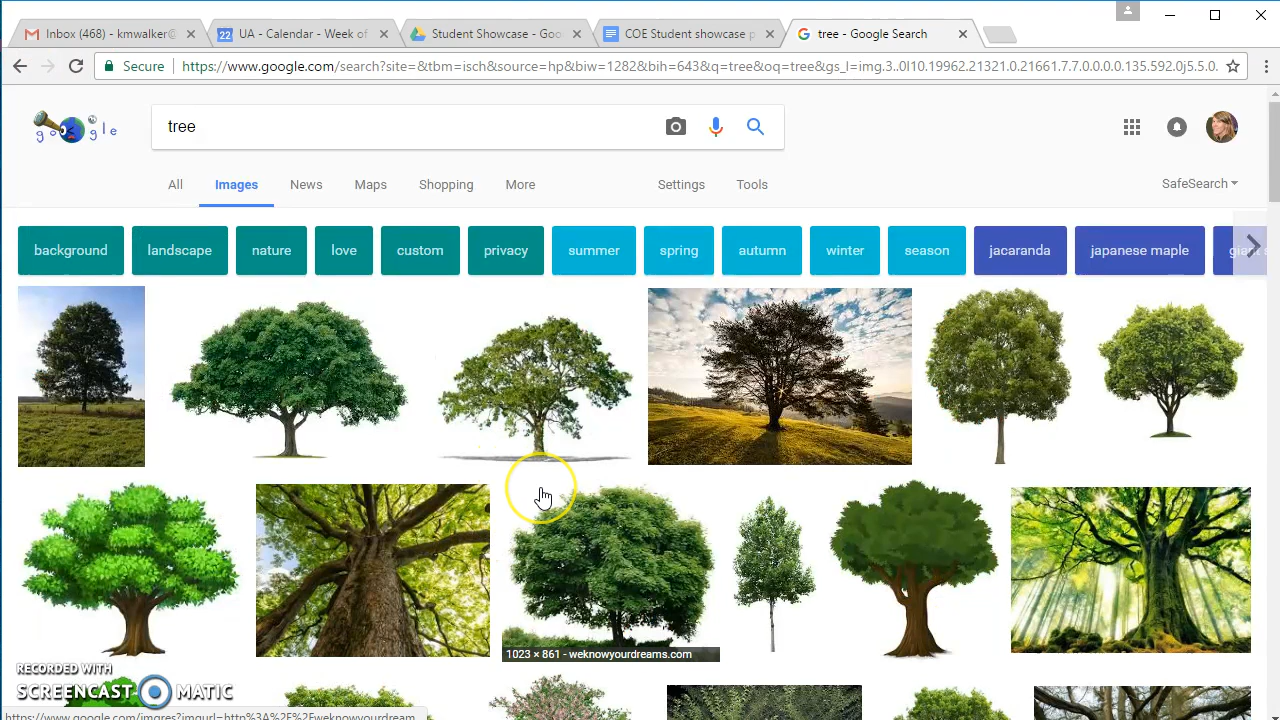 Inbox (468) - kmwalker@
22 UA - Calendar - Week of
Student Showcase - Goo
COE Student showcase p
tree - Google Search
Secure https://www.google.com/search?site=&tbm=isch&source=hp&biw=1282&bih=643&q=tree&oq=tree&gs_l=img.3..0l10.19962.21321.0.21661.7.7.0.0.0.0.135.592.0j5.5.0.
google
tree
All Images News Maps Shopping More Settings Tools SafeSearch
background landscape nature love custom privacy summer spring autumn winter season jacaranda japanese maple giant s
1023 × 861 - weknowyourdreams.com
RECORDED WITH
SCREENCAST MATIC
https://www.google.com/imgres?imgurl=http%3A%2F%2Fweknowyourdream